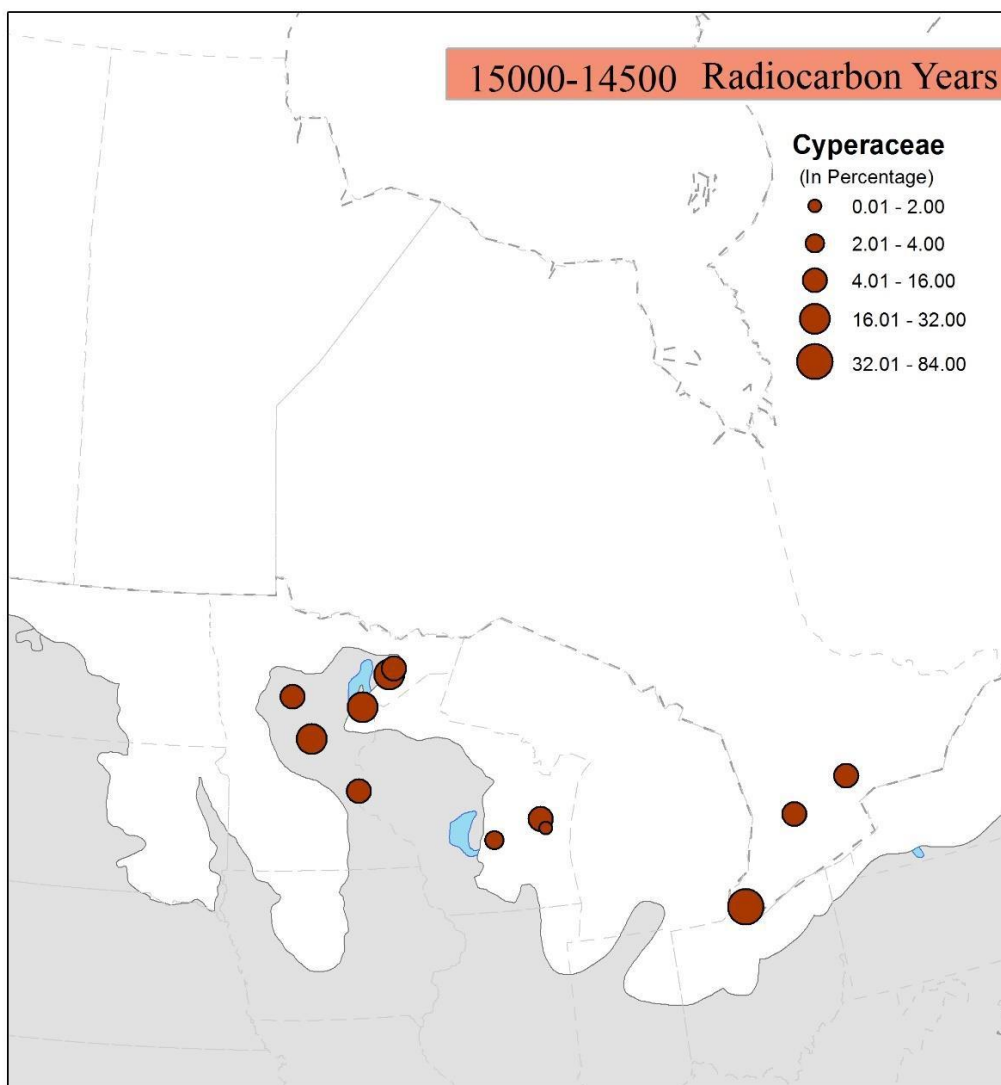 15000-14500 Radiocarbon Years
Cyperaceae
(In Percentage)
0.01 - 2.00
2.01 - 4.00
4.01 - 16.00
16.01 - 32.00
32.01 - 84.00